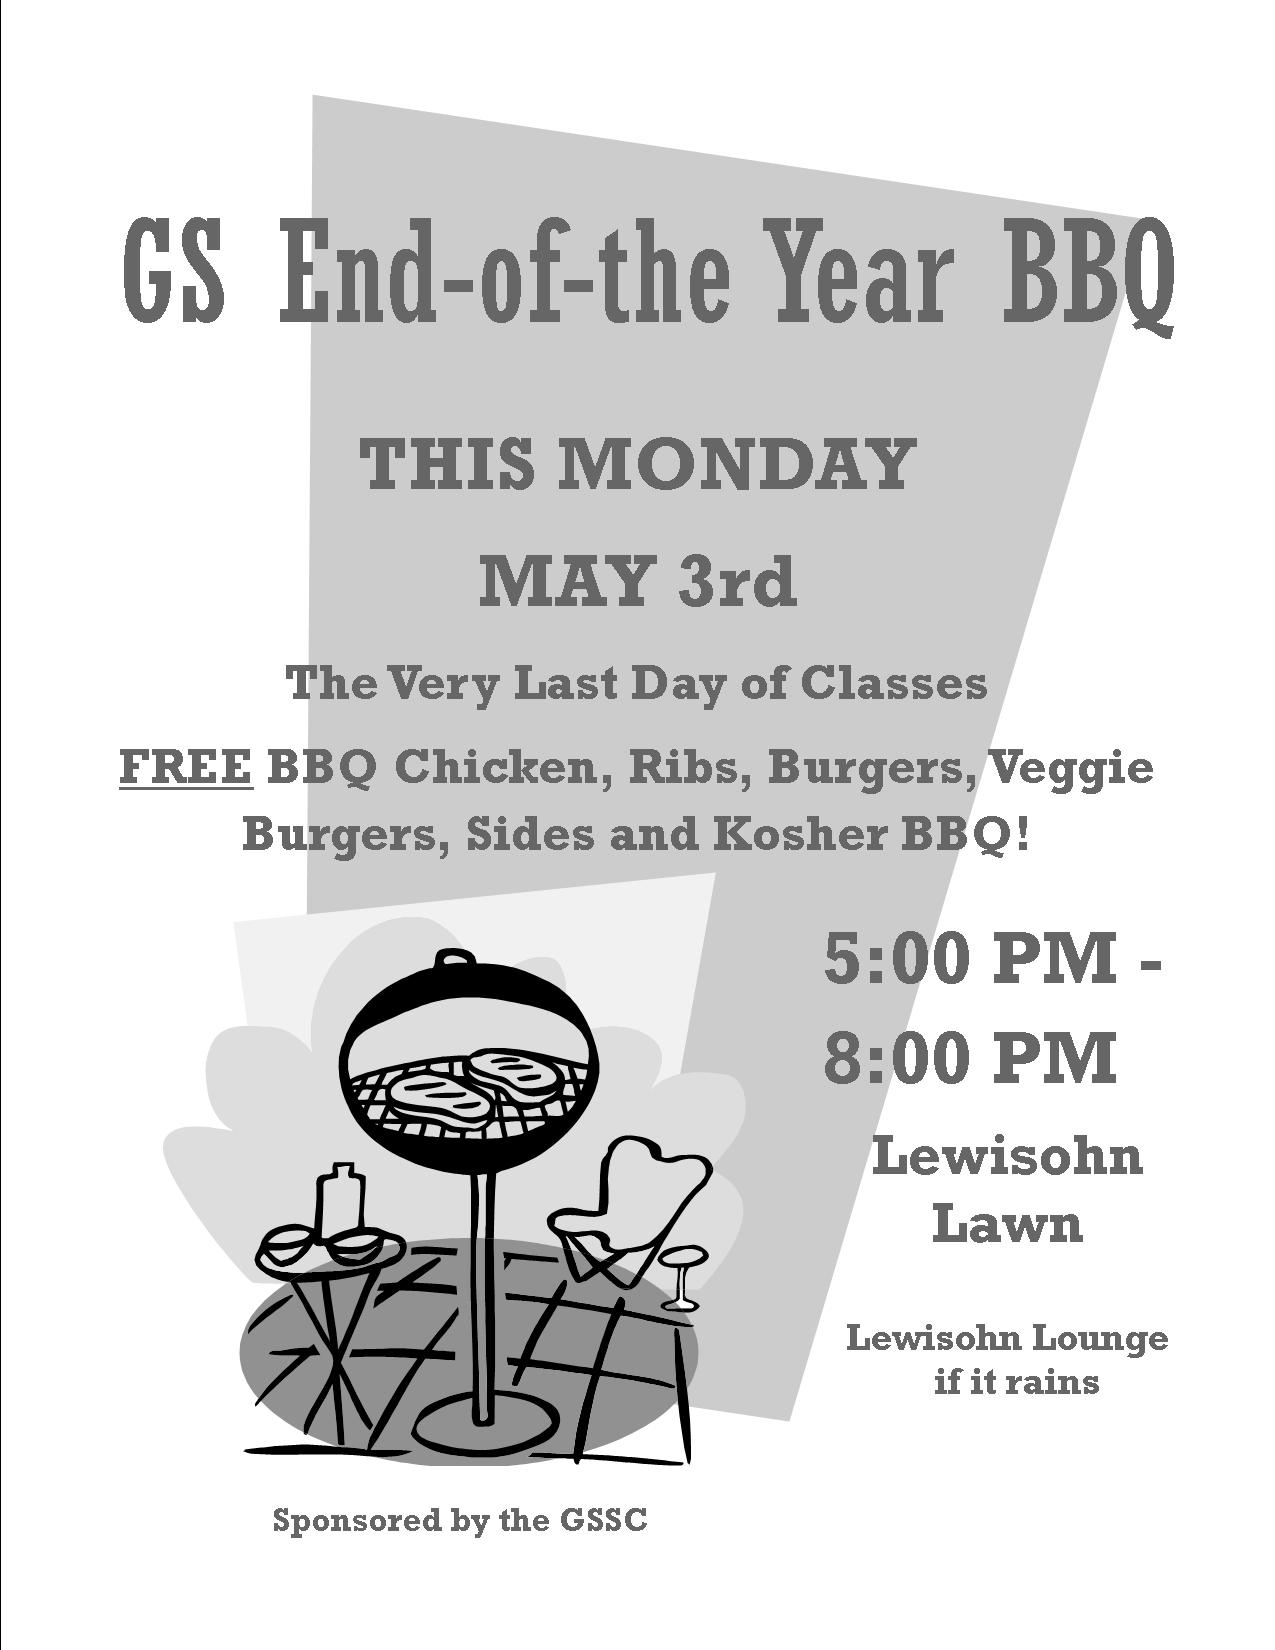 GS End-of-the Year BBQ
THIS MONDAY
MAY 3rd
The Very Last Day of Classes
FREE BBQ Chicken, Ribs, Burgers, Veggie
Burgers, Sides and Kosher BBQ!
5:00 PM -
8:00 PM
Lewisohn
Lawn
Lewisohn Lounge
if it rains
Sponsored by the GSSC